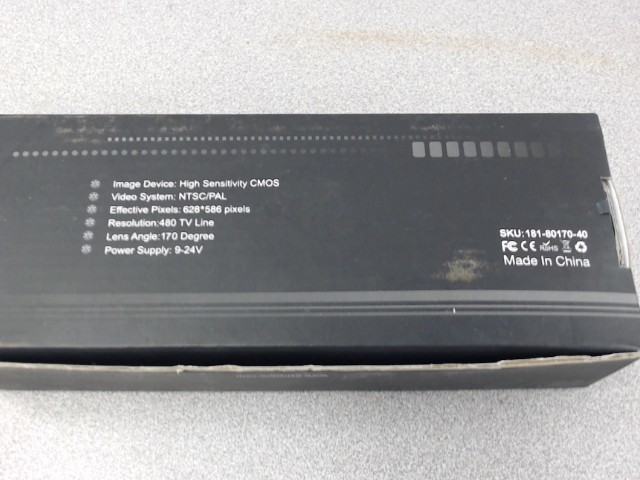 Image Device: High Sensitivity CMOS
Video System: NTSC/PAL
Effective Pixels: 628*586 pixels
Resolution:480 TV Line
Lens Angle:170 Degree
Power Supply: 9-24V
SKU:181-80170-40
FC CE RoHS
Made In China